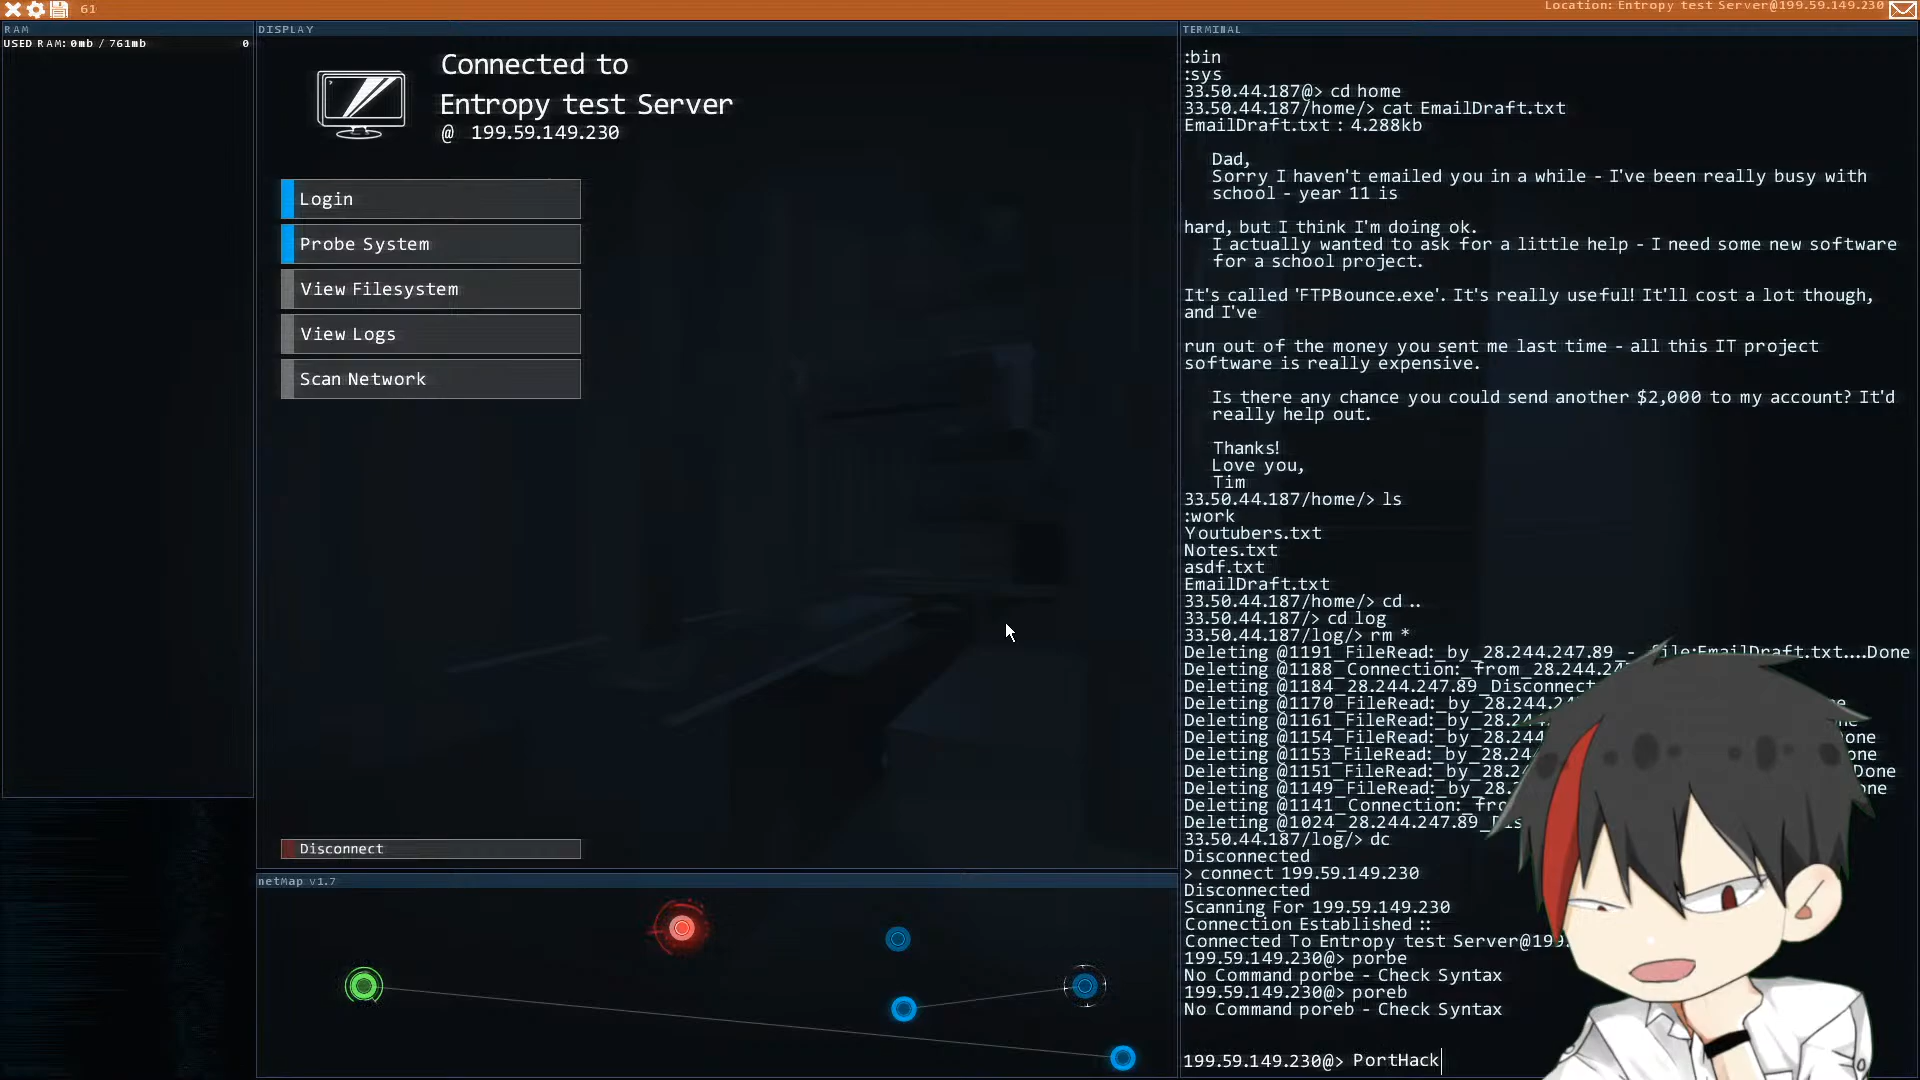 61
Location: Entropy test Server@199.59.149.230
RAM
USED RAM: 0mb / 761mb
0
DISPLAY
Connected to
Entropy test Server
@ 199.59.149.230
Login
Probe System
View Filesystem
View Logs
Scan Network
Disconnect
netMap v1.7
TERMINAL
:bin
:sys
33.50.44.187@> cd home
33.50.44.187/home/> cat EmailDraft.txt
EmailDraft.txt : 4.288kb
Dad,
Sorry I haven't emailed you in a while - I've been really busy with
school - year 11 is
hard, but I think I'm doing ok.
I actually wanted to ask for a little help - I need some new software
for a school project.
It's called 'FTPBounce.exe'. It's really useful! It'll cost a lot though,
and I've
run out of the money you sent me last time - all this IT project
software is really expensive.
Is there any chance you could send another $2,000 to my account? It'd
really help out.
Thanks!
Love you,
Tim
33.50.44.187/home/> ls
:work
Youtubers.txt
Notes.txt
asdf.txt
EmailDraft.txt
33.50.44.187/home/> cd ..
33.50.44.187/> cd log
33.50.44.187/log/> rm *
Deleting @1191_FileRead:_by_28.244.247.89_-_file:EmailDraft.txt....Done
Deleting @1188_Connection:_from_28.244.24
Deleting @1184_28.244.247.89_Disconnect
Deleting @1170_FileRead:_by_28.24
Deleting @1161_FileRead:_by_28.244.
Deleting @1154_FileRead:_by_28.244.
Deleting @1153_FileRead:_by_28.244.
Deleting @1151_FileRead:_by_28.24
Done
Deleting @1149_FileRead:_by_28.24
Deleting @1141_Connection:_fro
Deleting @1024_28.244.247.89_Dis
33.50.44.187/log/> dc
Disconnected
> connect 199.59.149.230
Disconnected
Scanning For 199.59.149.230
Connection Established ::
Connected To Entropy test Server@199.
199.59.149.230@> porbe
No Command porbe - Check Syntax
199.59.149.230@> poreb
No Command poreb - Check Syntax
199.59.149.230@> PortHack